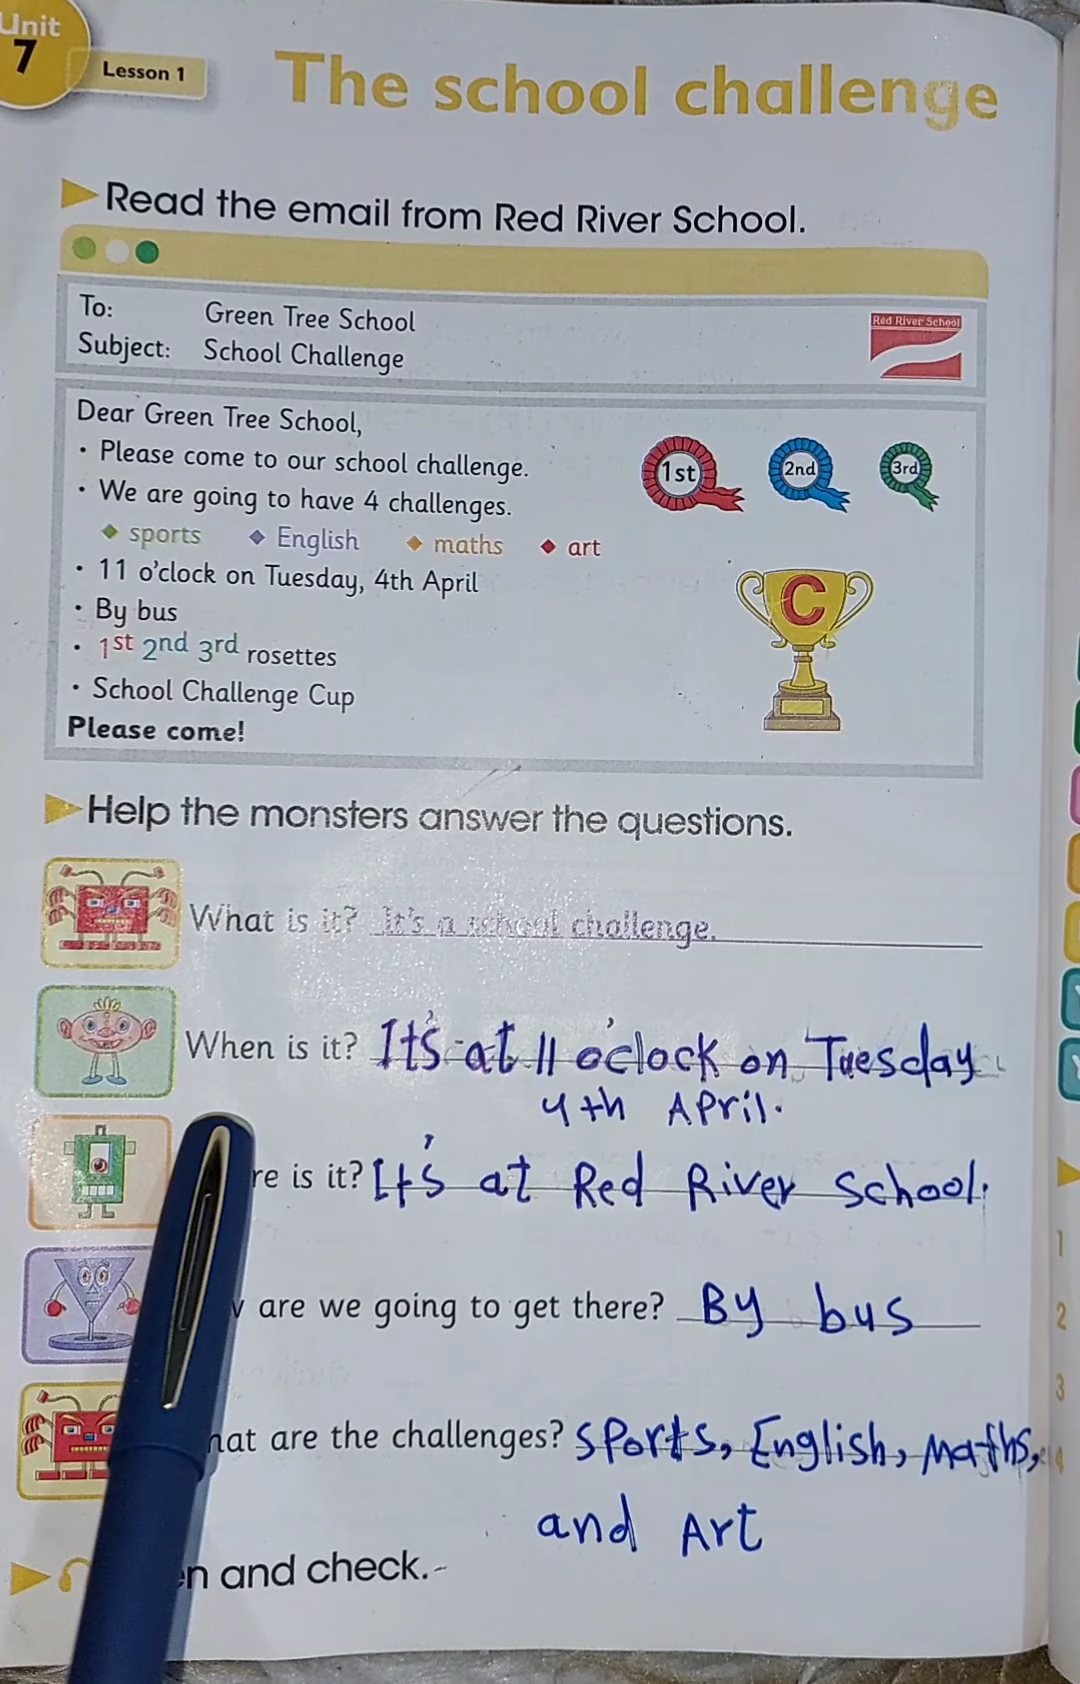 Unit
7
Lesson 1
The school challenge
Read the email from Red River School.
To: Green Tree School
Subject: School Challenge
Red River School
Dear Green Tree School,
• Please come to our school challenge.
• We are going to have 4 challenges.
sports English maths art
• 11 o'clock on Tuesday, 4th April
• By bus
• 1st 2nd 3rd rosettes
• School Challenge Cup
Please come!
1st 2nd 3rd
C
Help the monsters answer the questions.
What is it? It's a school challenge.
When is it? It's at 11 o'clock on Tuesday
4th April.
re is it? It's at Red River School.
are we going to get there? By bus
hat are the challenges? Sports, English, Maths,
and Art
en and check.
1
2
3
4